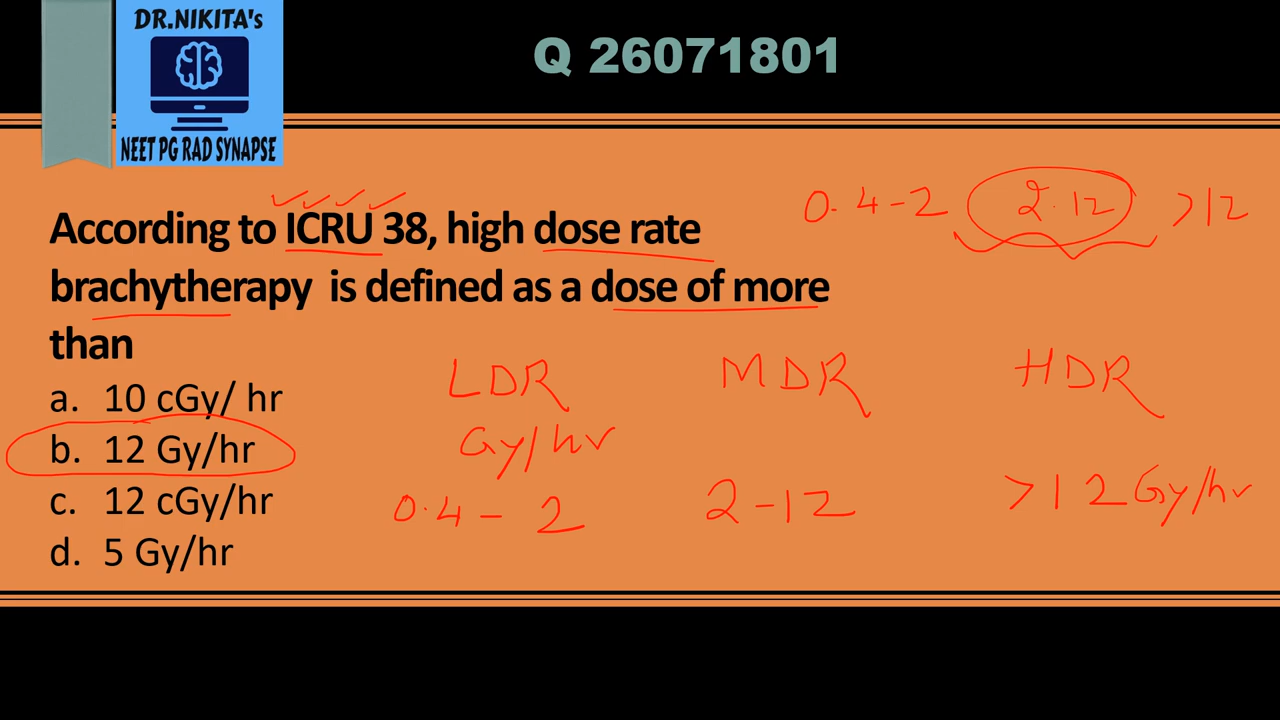 DR.NIKITA's
NEET PG RAD SYNAPSE
Q 26071801
0.4-2 2.12 >12
According to ICRU 38, high dose rate
brachytherapy is defined as a dose of more
than
a. 10 cGy/ hr
b. 12 Gy/hr
c. 12 cGy/hr
d. 5 Gy/hr
LDR MDR HDR
Gy/hr
0.4-2 2-12 >12Gy/hr